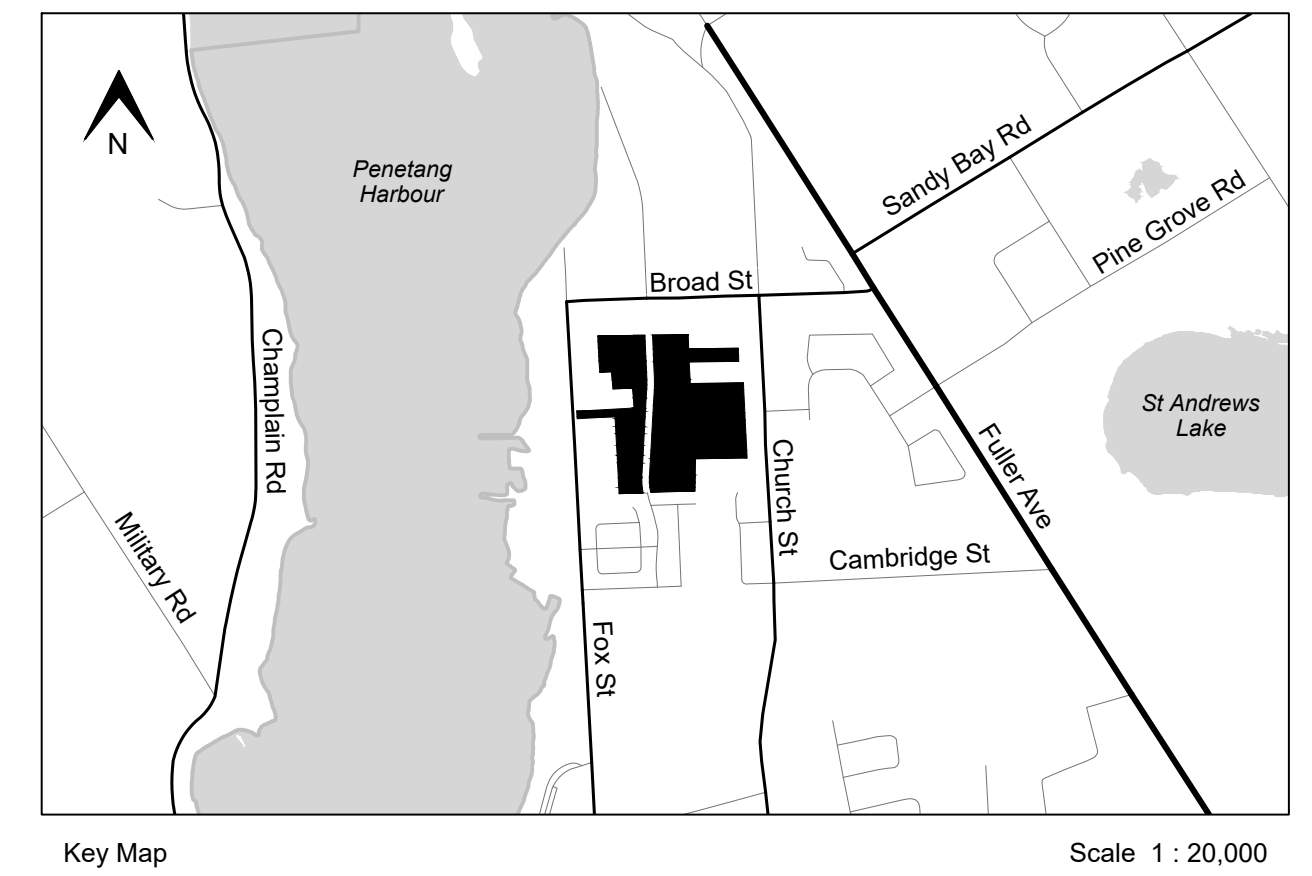 N
Penetang
Harbour
Sandy Bay Rd
Pine Grove Rd
Broad St
Champlain Rd
St Andrews
Lake
Fuller Ave
Church St
Military Rd
Cambridge St
Fox St
Key Map
Scale 1 : 20,000